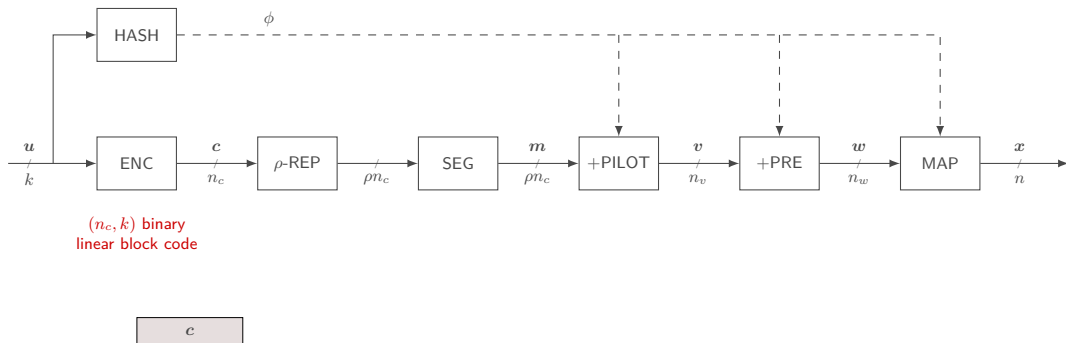 HASH
ϕ
u
k
ENC
c
n_c
ρ-REP
ρn_c
SEG
m
ρn_c
+PILOT
v
n_v
+PRE
w
n_w
MAP
x
n
(n_c, k) binary
linear block code
c